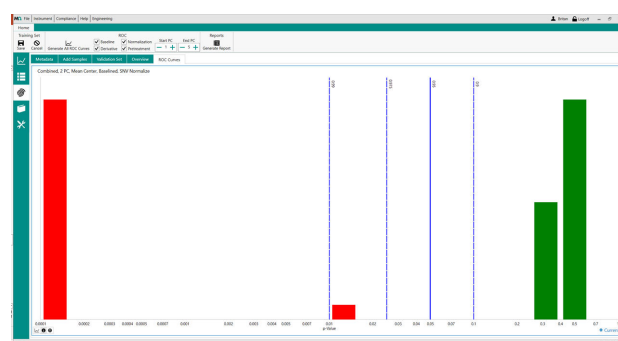 File Instrument Compliance Help Engineering Logoff
Home
Training Set ROC Reports
Save Cancel Generate All ROC Curves Baseline Normalization Derivative Pretreatment Start PC 1 End PC 1 Generate Report
Metadata Add Samples Validation Set Overview ROC Curves
Combined, 2 PC, Mean Center, Baselined, SNV Normalize
0.0001 0.0002 0.0003 0.0004 0.0005 0.0007 0.001 0.002 0.003 0.004 0.005 0.007 0.01 0.02 0.03 0.04 0.05 0.07 0.1 0.2 0.3 0.4 0.5 0.7
p-Value
Current